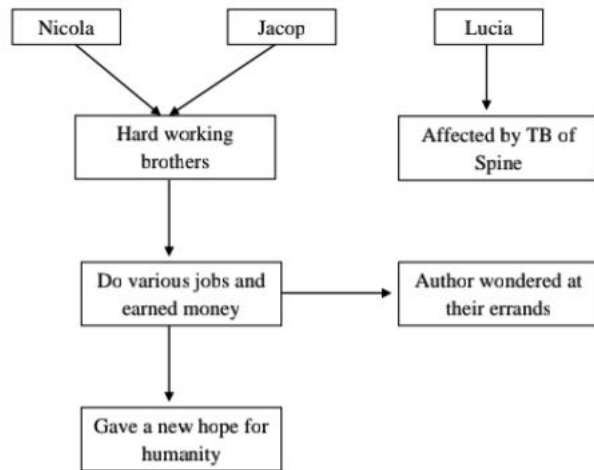 Nicola
Jacop
Lucia
Hard working
brothers
Affected by TB of
Spine
Do various jobs and
earned money
Author wondered at
their errands
Gave a new hope for
humanity